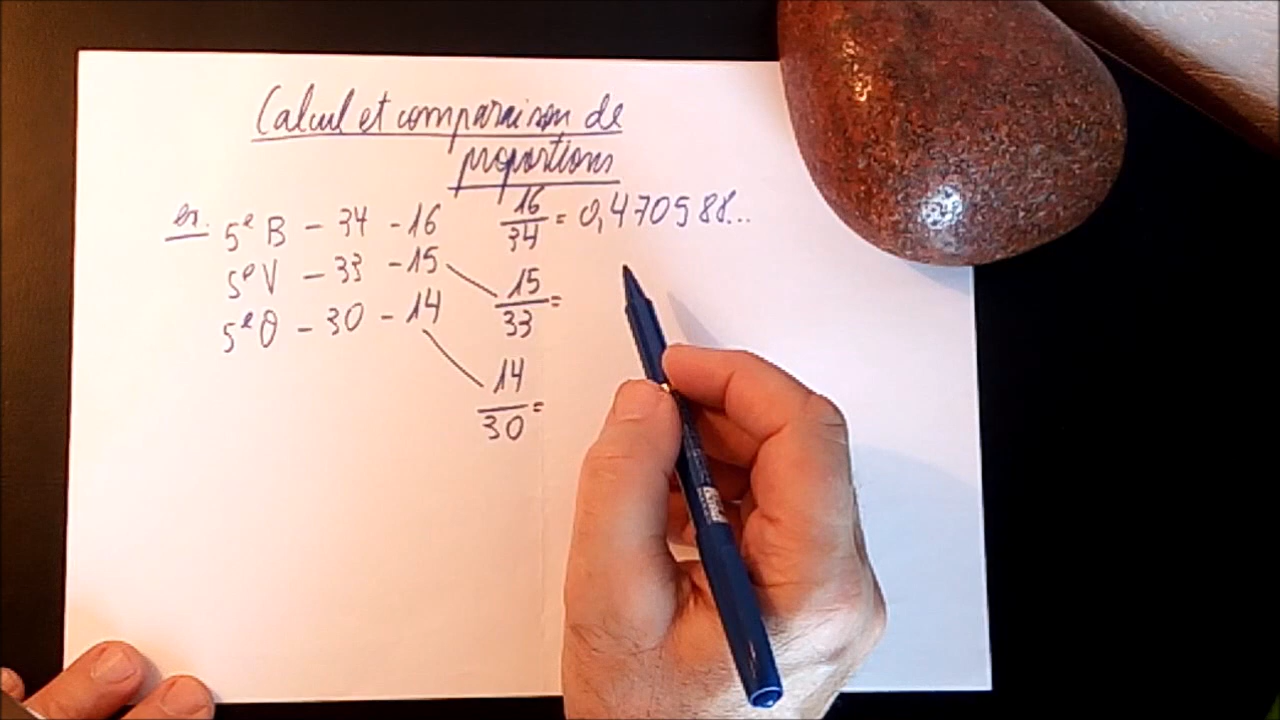 Calcul et comparaison de
proportions
ex. 5e B - 34 - 16
5e V - 33 - 15
5e O - 30 - 14
16/34 = 0,470588...
15/33 =
14/30 =